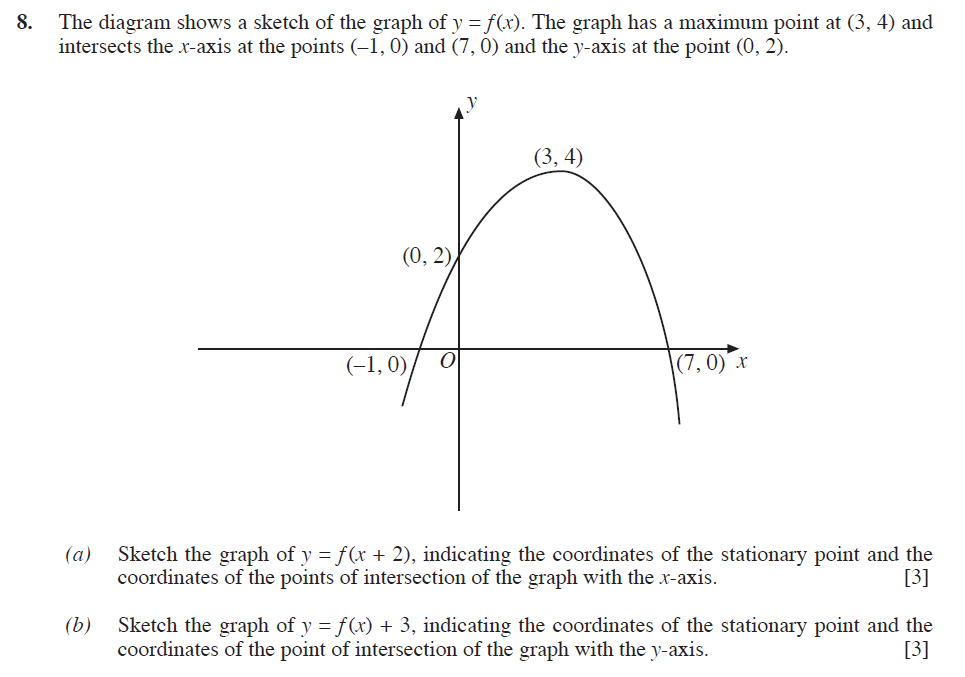 8. The diagram shows a sketch of the graph of y = f(x). The graph has a maximum point at (3, 4) and
intersects the x-axis at the points (–1, 0) and (7, 0) and the y-axis at the point (0, 2).
y
(3, 4)
(0, 2)
(–1, 0) O (7, 0) x
(a) Sketch the graph of y = f(x + 2), indicating the coordinates of the stationary point and the
coordinates of the points of intersection of the graph with the x-axis. [3]
(b) Sketch the graph of y = f(x) + 3, indicating the coordinates of the stationary point and the
coordinates of the point of intersection of the graph with the y-axis. [3]